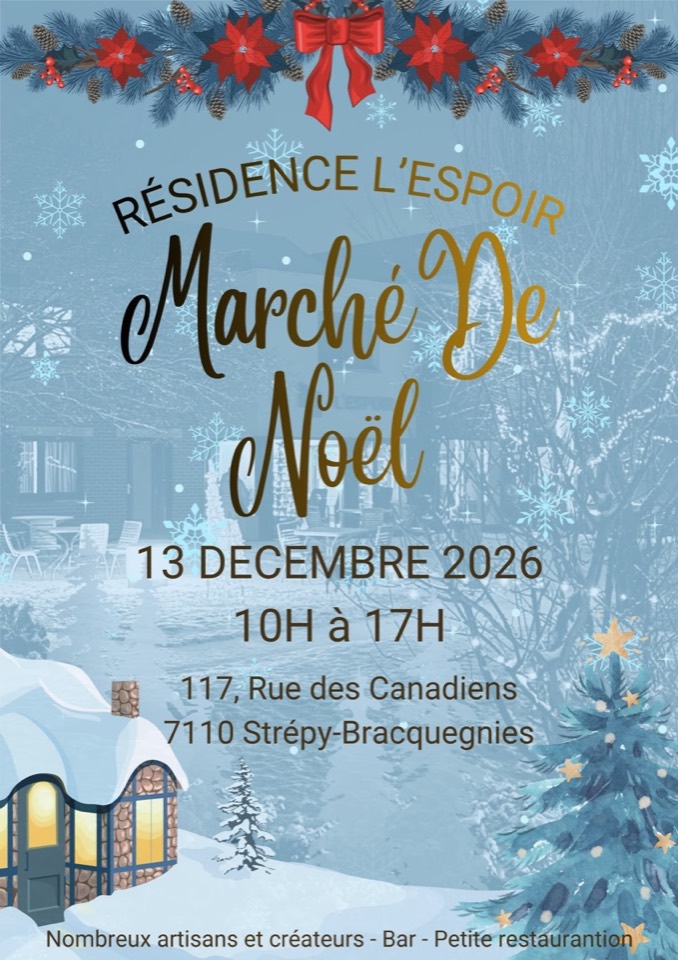 RÉSIDENCE L'ESPOIR
Marché De
Noël
13 DECEMBRE 2026
10H à 17H
117, Rue des Canadiens
7110 Strépy-Bracquegnies
Nombreux artisans et créateurs - Bar - Petite restaurantion